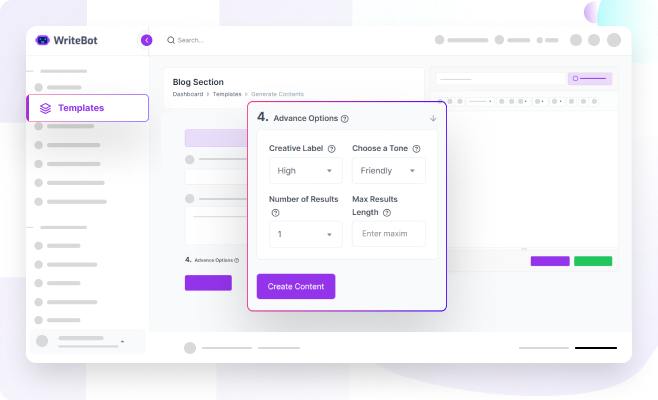 WriteBot
Search...
Templates
Blog Section
Dashboard Templates Generate Contents
4. Advance Options
Creative Label
Choose a Tone
High
Friendly
Number of Results
Max Results
Length
1
Enter maxim
Create Content
4. Advance Options